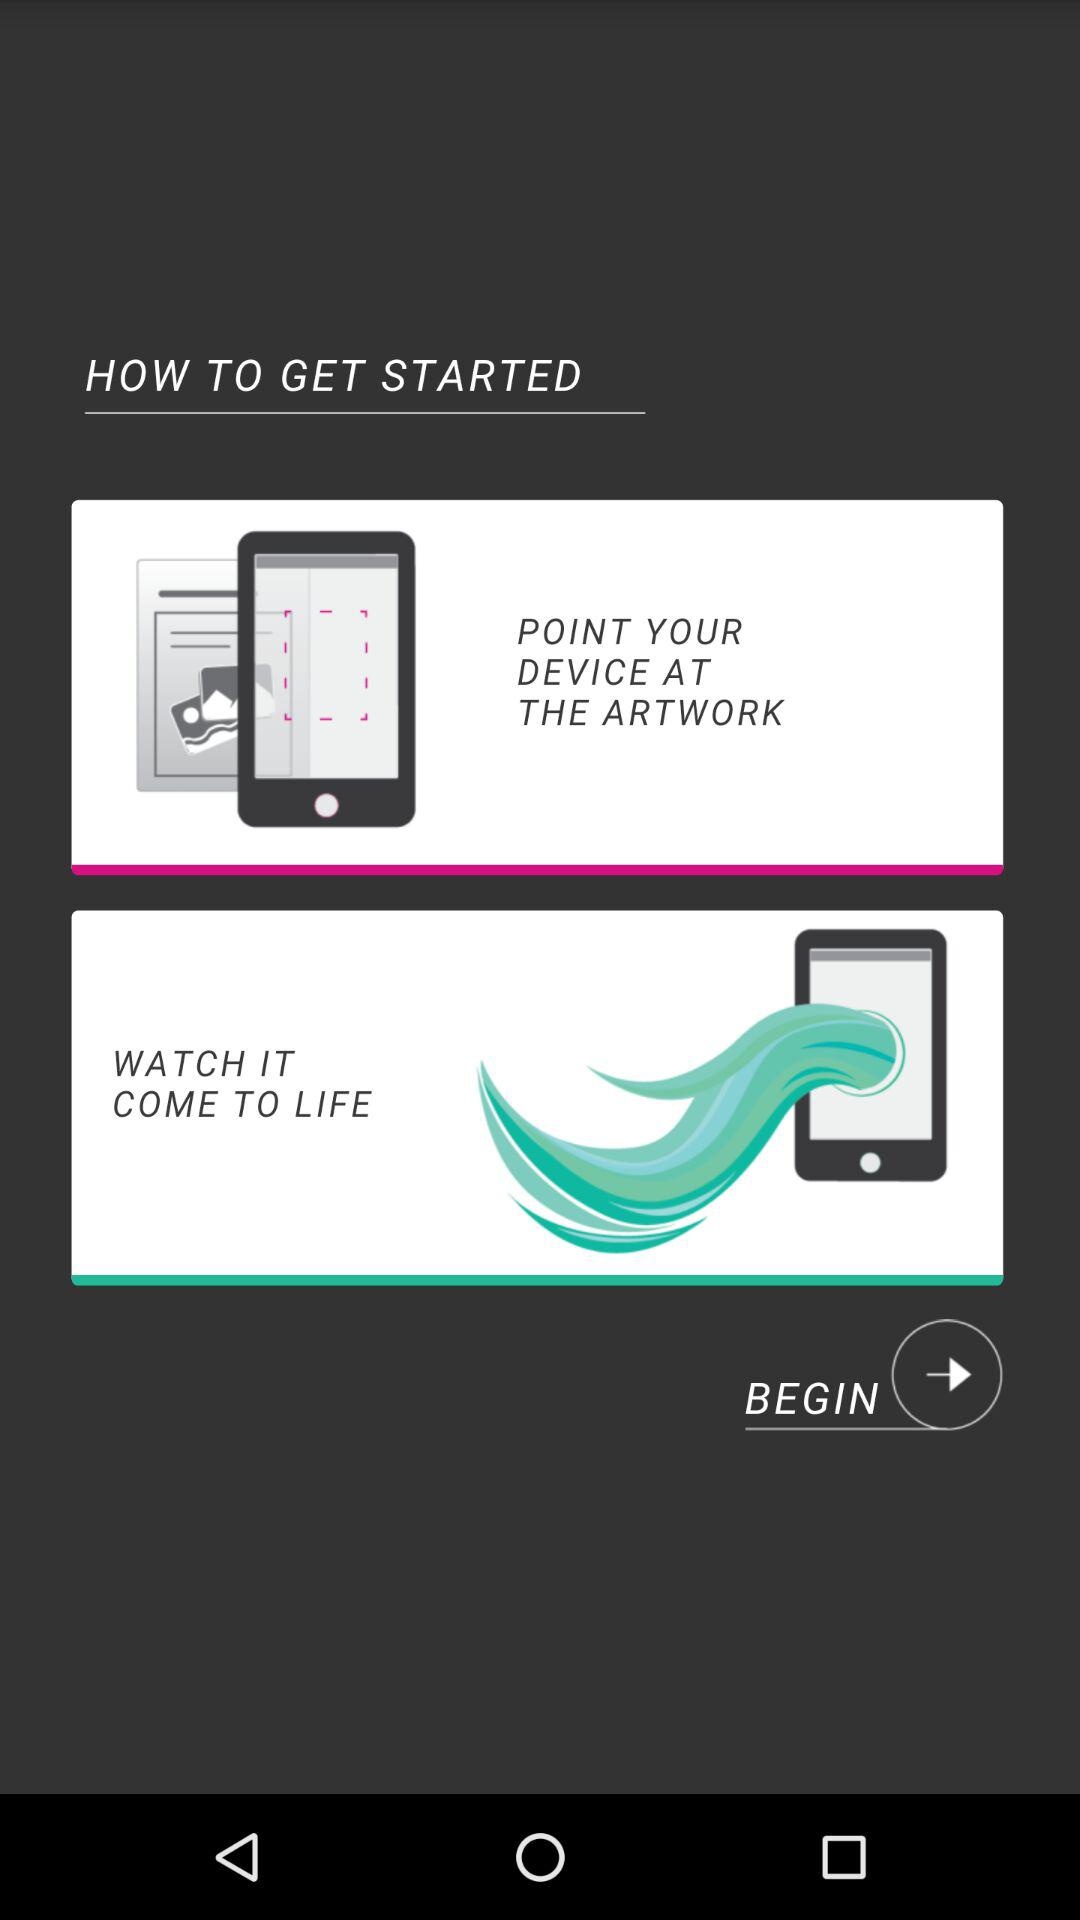 HOW TO GET STARTED
POINT YOUR
DEVICE AT
THE ARTWORK
WATCH IT
COME TO LIFE
BEGIN